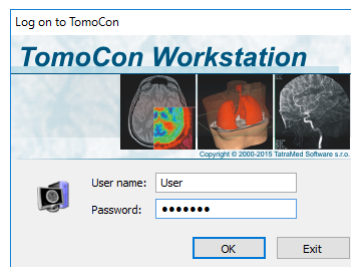 Log on to TomoCon
TomoCon Workstation
Copyright © 2000-2015 TatraMed Software s.r.o.
User name: User
Password: ●●●●●●●
OK Exit